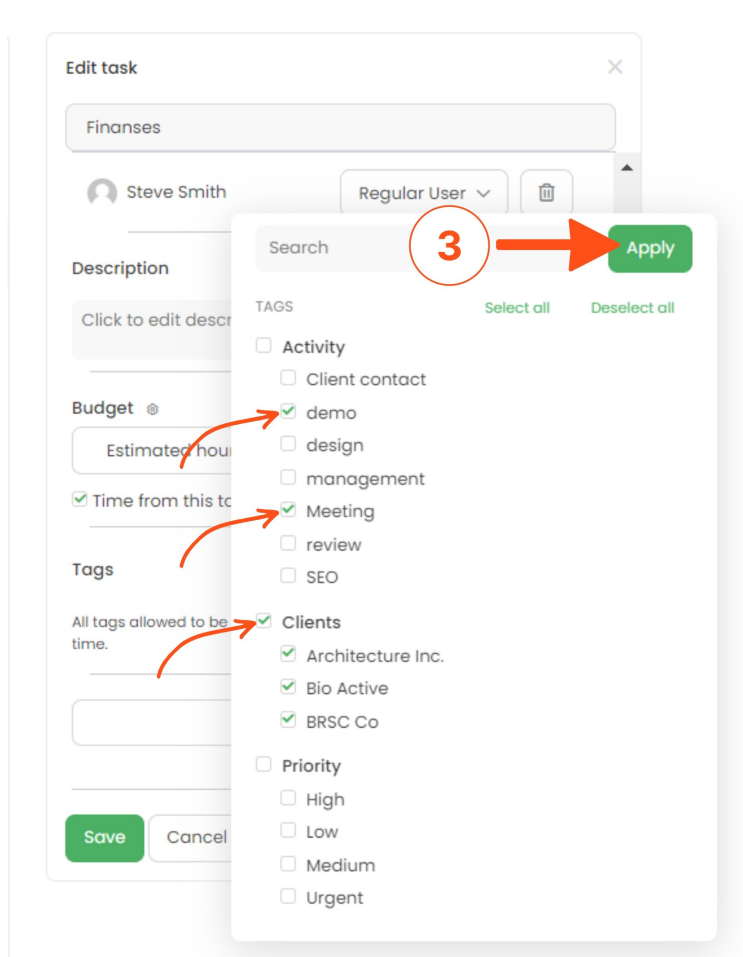 Edit task
Finanses
Steve Smith
Regular User
Search
3
Apply
Description
Click to edit descr
TAGS
Select all
Deselect all
Activity
Client contact
demo
design
management
Meeting
review
SEO
Budget
Estimated hou
Time from this ta
Tags
All tags allowed to be
time.
Clients
Architecture Inc.
Bio Active
BRSC Co
Priority
High
Low
Medium
Urgent
Save
Cancel